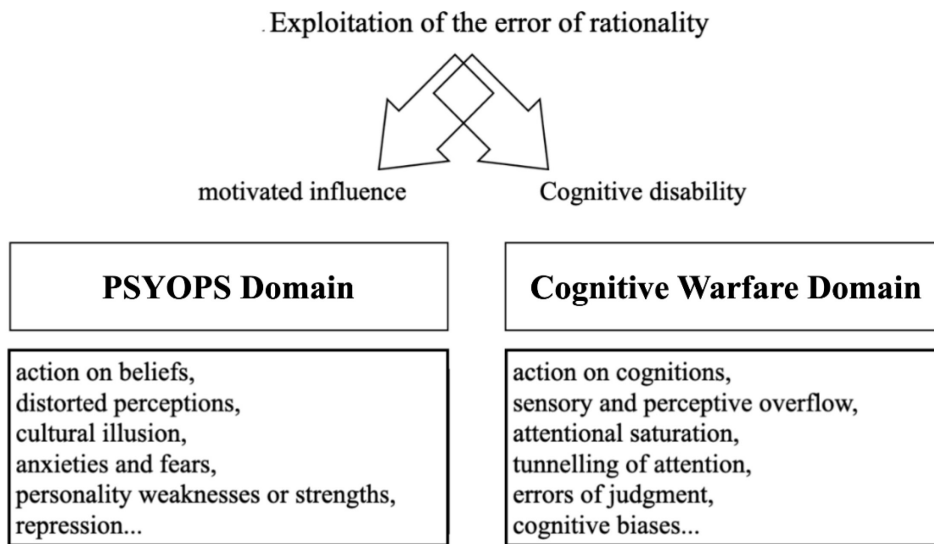 . Exploitation of the error of rationality
motivated influence
Cognitive disability
PSYOPS Domain
Cognitive Warfare Domain
action on beliefs,
distorted perceptions,
cultural illusion,
anxieties and fears,
personality weaknesses or strengths,
repression...
action on cognitions,
sensory and perceptive overflow,
attentional saturation,
tunnelling of attention,
errors of judgment,
cognitive biases...